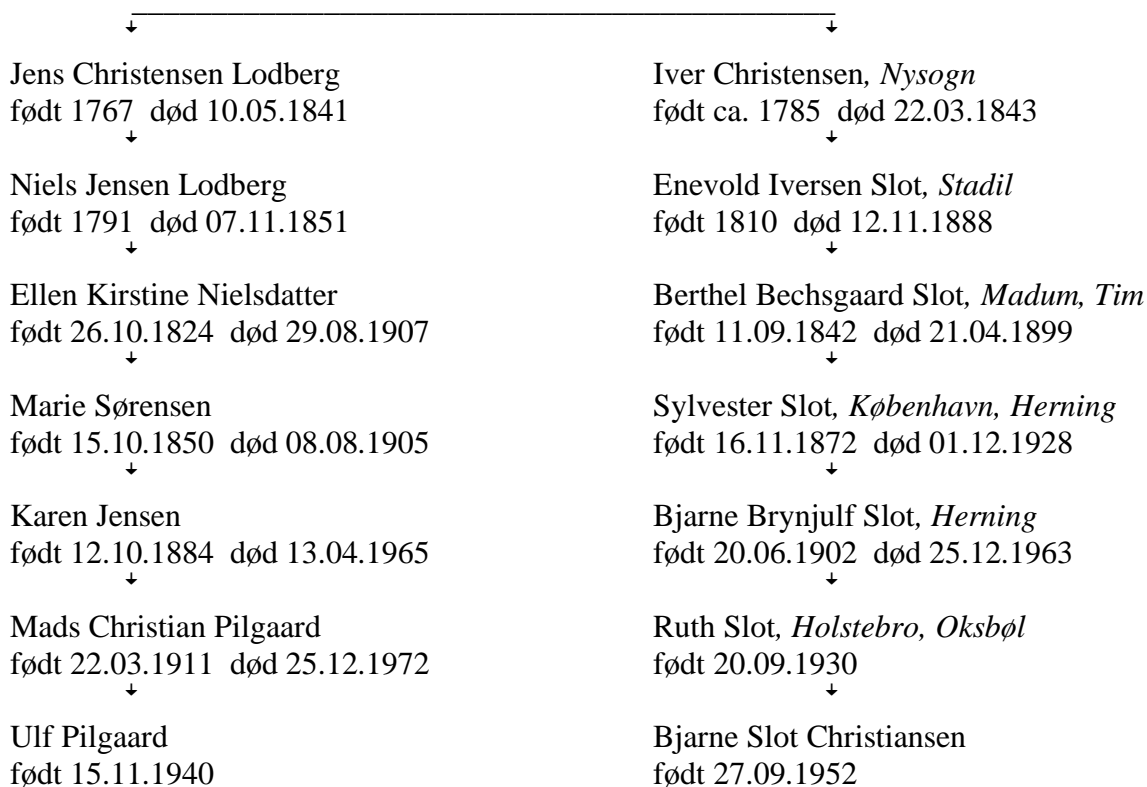 Jens Christensen Lodberg
født 1767 død 10.05.1841
Niels Jensen Lodberg
født 1791 død 07.11.1851
Ellen Kirstine Nielsdatter
født 26.10.1824 død 29.08.1907
Marie Sørensen
født 15.10.1850 død 08.08.1905
Karen Jensen
født 12.10.1884 død 13.04.1965
Mads Christian Pilgaard
født 22.03.1911 død 25.12.1972
Ulf Pilgaard
født 15.11.1940
Iver Christensen, Nysogn
født ca. 1785 død 22.03.1843
Enevold Iversen Slot, Stadil
født 1810 død 12.11.1888
Berthel Bechsgaard Slot, Madum, Tim
født 11.09.1842 død 21.04.1899
Sylvester Slot, København, Herning
født 16.11.1872 død 01.12.1928
Bjarne Brynjulf Slot, Herning
født 20.06.1902 død 25.12.1963
Ruth Slot, Holstebro, Oksbøl
født 20.09.1930
Bjarne Slot Christiansen
født 27.09.1952